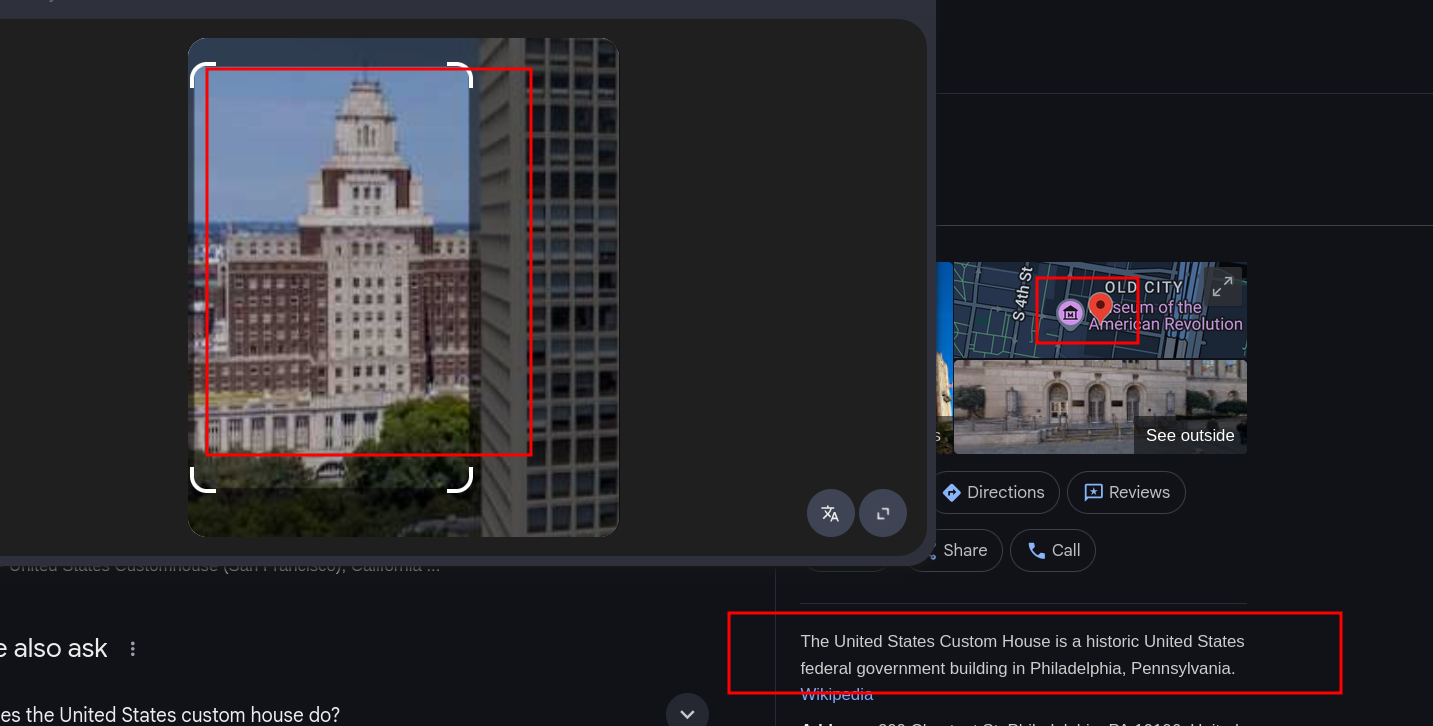 S 4th St
OLD CITY
seum of the
American Revolution
s
See outside
Directions
Reviews
Share
Call
United States Customhouse (San Francisco), California ...
The United States Custom House is a historic United States
federal government building in Philadelphia, Pennsylvania.
Wikipedia
e also ask
es the United States custom house do?